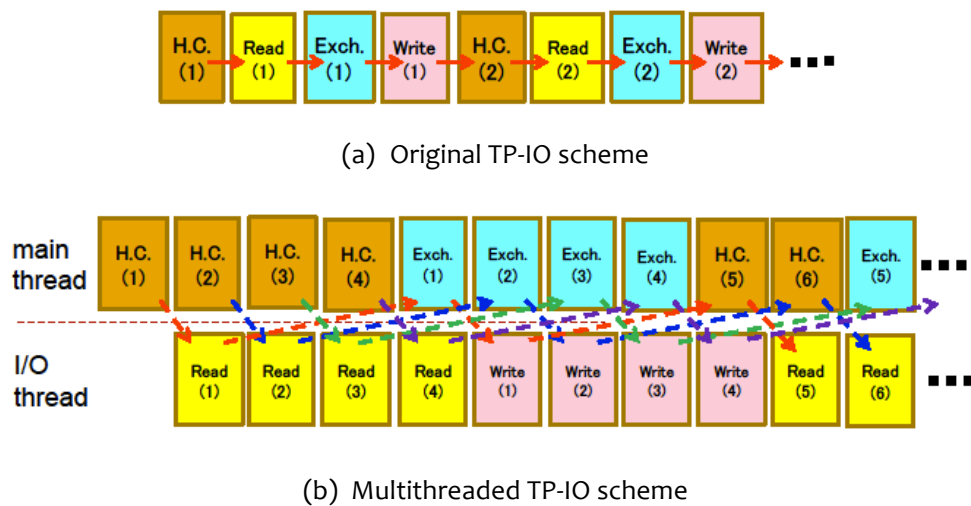 H.C. Read Exch. Write H.C. Read Exch. Write
(1) (1) (1) (1) (2) (2) (2) (2)
(a) Original TP-IO scheme
main thread
H.C. H.C. H.C. H.C. Exch. Exch. Exch. Exch. H.C. H.C. Exch.
(1) (2) (3) (4) (1) (2) (3) (4) (5) (6) (5)
I/O thread
Read Read Read Read Write Write Write Write Read Read
(1) (2) (3) (4) (1) (2) (3) (4) (5) (6)
(b) Multithreaded TP-IO scheme